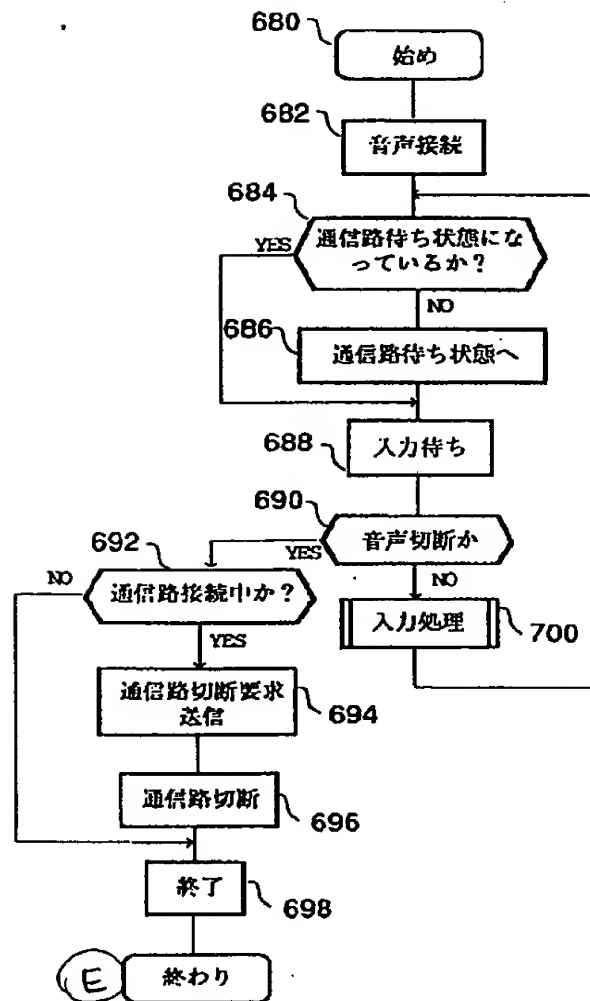 680
始め
682
音声接続
684
通信路待ち状態にな
っているか？
YES
NO
686
通信路待ち状態へ
688
入力待ち
690
音声切断か
YES
NO
692
通信路接続中か？
NO
YES
入力処理
700
通信路切断要求
送信
694
通信路切断
696
終了
698
E
終わり